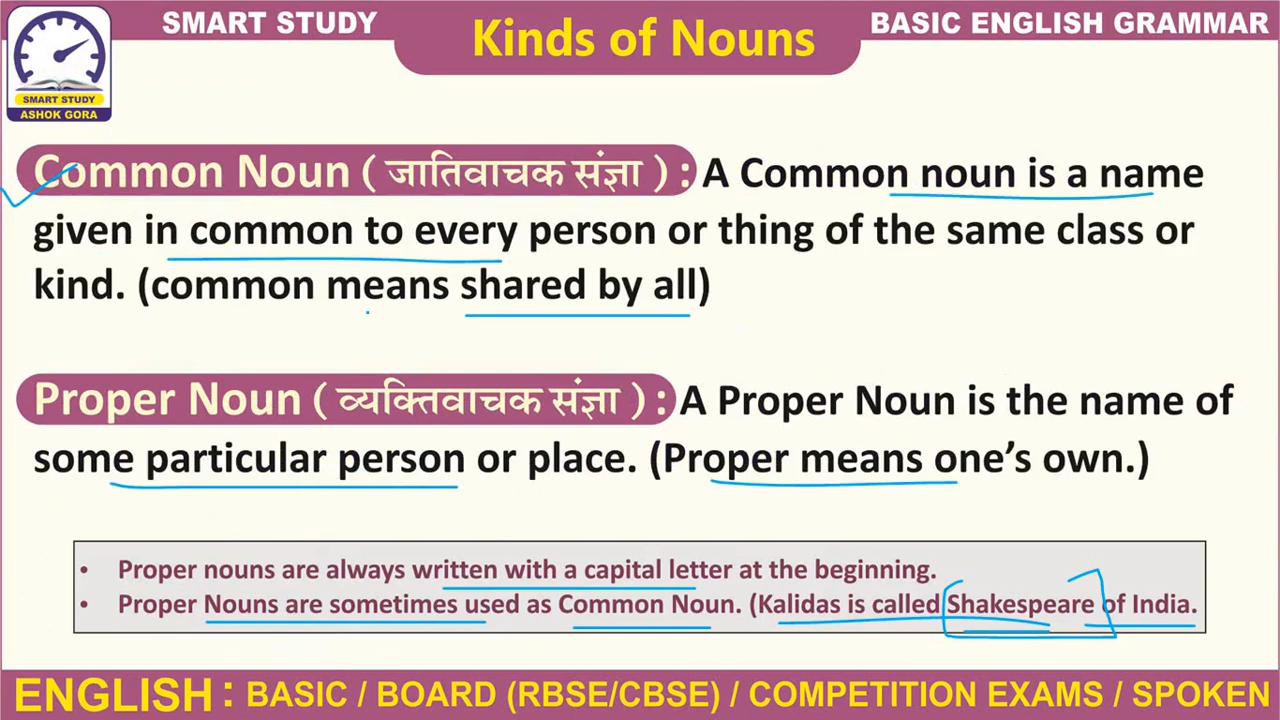 SMART STUDY
Kinds of Nouns
BASIC ENGLISH GRAMMAR
SMART STUDY
ASHOK GORA
Common Noun ( जातिवाचक संज्ञा ) : A Common noun is a name
given in common to every person or thing of the same class or
kind. (common means shared by all)
Proper Noun ( व्यक्तिवाचक संज्ञा ) : A Proper Noun is the name of
some particular person or place. (Proper means one's own.)
• Proper nouns are always written with a capital letter at the beginning.
• Proper Nouns are sometimes used as Common Noun. (Kalidas is called Shakespeare of India.
ENGLISH : BASIC / BOARD (RBSE/CBSE) / COMPETITION EXAMS / SPOKEN